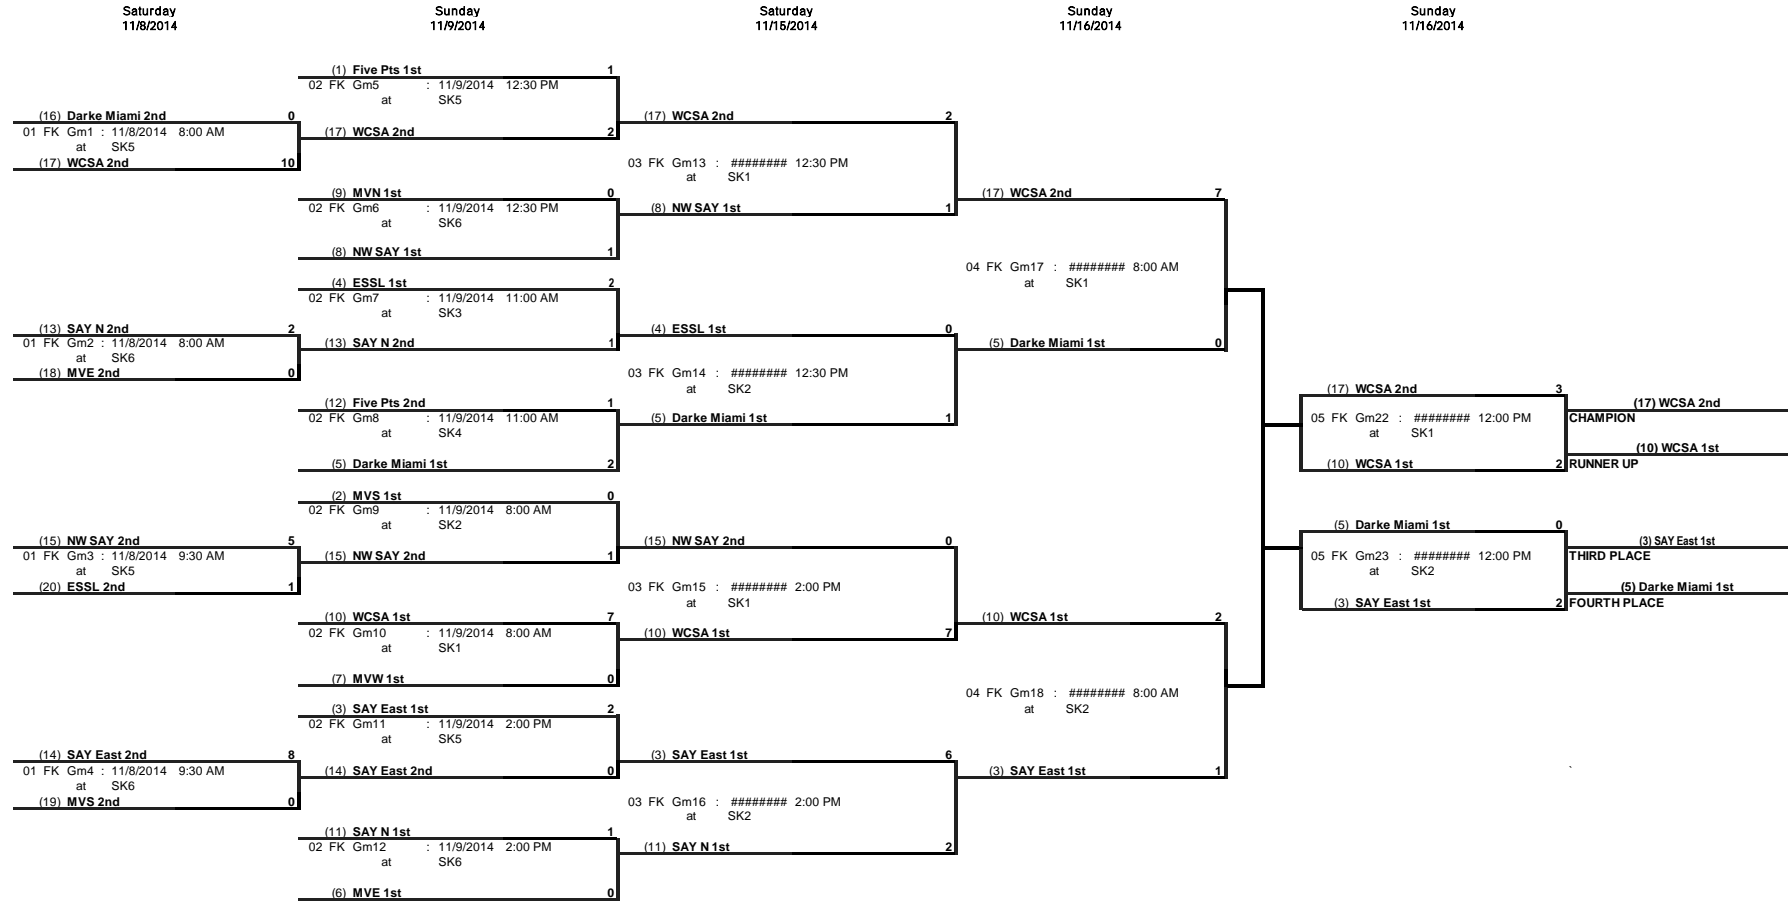 Saturday
11/8/2014
Sunday
11/9/2014
Saturday
11/15/2014
Sunday
11/16/2014
Sunday
11/16/2014
(16) Darke Miami 2nd 0
01 FK Gm1 : 11/8/2014 8:00 AM
at SK5
(17) WCSA 2nd 10
(13) SAY N 2nd 2
01 FK Gm2 : 11/8/2014 8:00 AM
at SK6
(18) MVE 2nd 0
(15) NW SAY 2nd 5
01 FK Gm3 : 11/8/2014 9:30 AM
at SK5
(20) ESSL 2nd 1
(14) SAY East 2nd 8
01 FK Gm4 : 11/8/2014 9:30 AM
at SK6
(19) MVS 2nd 0
(1) Five Pts 1st 1
02 FK Gm5 : 11/9/2014 12:30 PM
at SK5
(17) WCSA 2nd 2
(9) MVN 1st 0
02 FK Gm6 : 11/9/2014 12:30 PM
at SK6
(8) NW SAY 1st 1
(4) ESSL 1st 2
02 FK Gm7 : 11/9/2014 11:00 AM
at SK3
(13) SAY N 2nd 1
(12) Five Pts 2nd 1
02 FK Gm8 : 11/9/2014 11:00 AM
at SK4
(5) Darke Miami 1st 2
(2) MVS 1st 0
02 FK Gm9 : 11/9/2014 8:00 AM
at SK2
(15) NW SAY 2nd 1
(10) WCSA 1st 7
02 FK Gm10 : 11/9/2014 8:00 AM
at SK1
(7) MVW 1st 0
(3) SAY East 1st 2
02 FK Gm11 : 11/9/2014 2:00 PM
at SK5
(14) SAY East 2nd 0
(11) SAY N 1st 1
02 FK Gm12 : 11/9/2014 2:00 PM
at SK6
(6) MVE 1st 0
(17) WCSA 2nd 2
03 FK Gm13 : ######## 12:30 PM
at SK1
(8) NW SAY 1st 1
(4) ESSL 1st 0
03 FK Gm14 : ######## 12:30 PM
at SK2
(5) Darke Miami 1st 1
(15) NW SAY 2nd 0
03 FK Gm15 : ######## 2:00 PM
at SK1
(10) WCSA 1st 7
(3) SAY East 1st 6
03 FK Gm16 : ######## 2:00 PM
at SK2
(11) SAY N 1st 2
(17) WCSA 2nd 7
04 FK Gm17 : ######## 8:00 AM
at SK1
(5) Darke Miami 1st 0
(10) WCSA 1st 2
04 FK Gm18 : ######## 8:00 AM
at SK2
(3) SAY East 1st 1
(17) WCSA 2nd 3
05 FK Gm22 : ######## 12:00 PM
at SK1
(10) WCSA 1st 2
(5) Darke Miami 1st 0
05 FK Gm23 : ######## 12:00 PM
at SK2
(3) SAY East 1st 2
(17) WCSA 2nd
CHAMPION
(10) WCSA 1st
RUNNER UP
(3) SAY East 1st
THIRD PLACE
(5) Darke Miami 1st
FOURTH PLACE
`